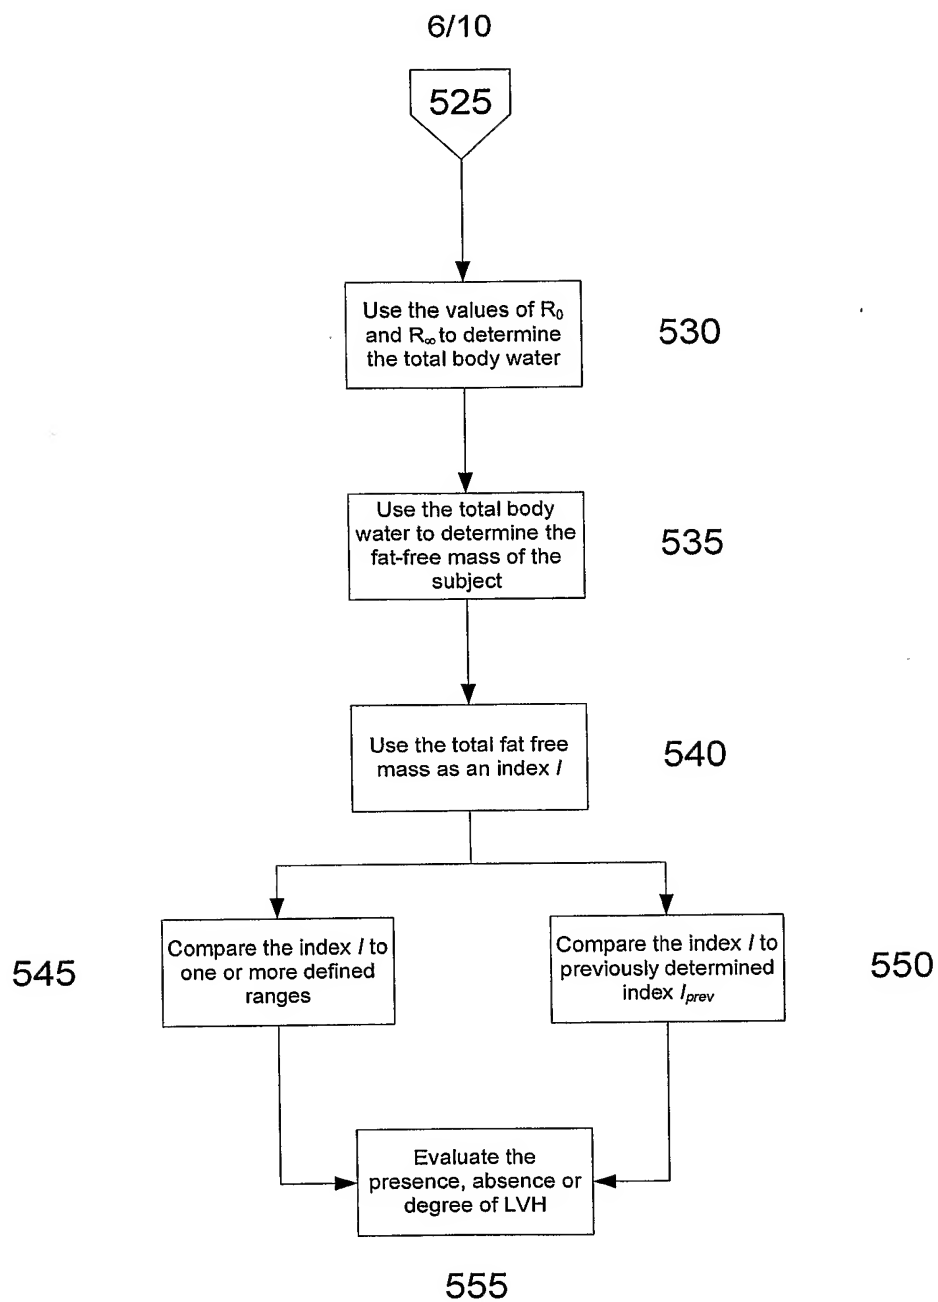 6/10
525
Use the values of R₀
and R∞ to determine
the total body water
530
Use the total body
water to determine the
fat-free mass of the
subject
535
Use the total fat free
mass as an index I
540
545
Compare the index I to
one or more defined
ranges
Compare the index I to
previously determined
index Iprev
550
Evaluate the
presence, absence or
degree of LVH
555